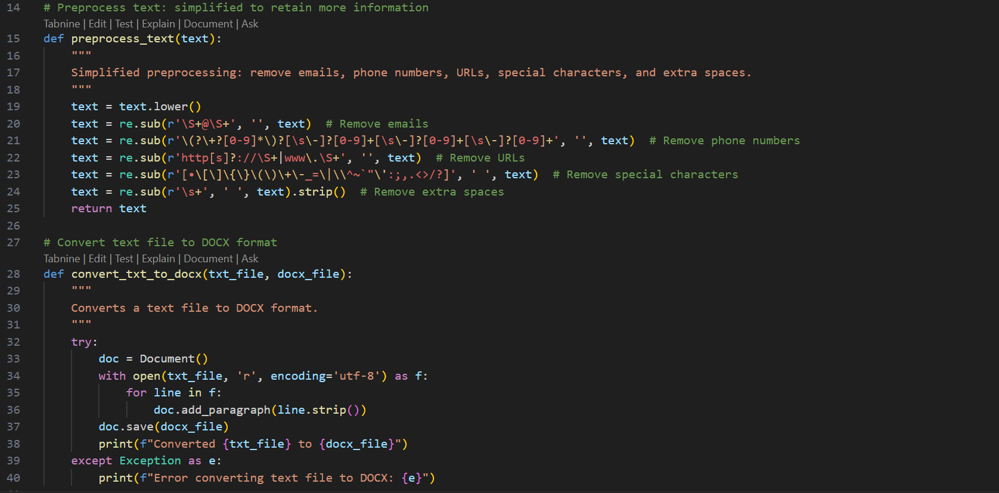 14 # Preprocess text: simplified to retain more information
Tabnine | Edit | Test | Explain | Document | Ask
15 def preprocess_text(text):
16     """
17     Simplified preprocessing: remove emails, phone numbers, URLs, special characters, and extra spaces.
18     """
19     text = text.lower()
20     text = re.sub(r'\S+@\S+', '', text)  # Remove emails
21     text = re.sub(r'\(?\+?[0-9]*\)?[\s\-]?[0-9]+[\s\-]?[0-9]+[\s\-]?[0-9]+', '', text)  # Remove phone numbers
22     text = re.sub(r'http[s]?://\S+|www\.\S+', '', text)  # Remove URLs
23     text = re.sub(r'[•\[\]\{\}\(\)\+\-_=\|\\^~`"\':;,.<>/?]', ' ', text)  # Remove special characters
24     text = re.sub(r'\s+', ' ', text).strip()  # Remove extra spaces
25     return text
26
27 # Convert text file to DOCX format
Tabnine | Edit | Test | Explain | Document | Ask
28 def convert_txt_to_docx(txt_file, docx_file):
29     """
30     Converts a text file to DOCX format.
31     """
32     try:
33         doc = Document()
34         with open(txt_file, 'r', encoding='utf-8') as f:
35             for line in f:
36                 doc.add_paragraph(line.strip())
37         doc.save(docx_file)
38         print(f"Converted {txt_file} to {docx_file}")
39     except Exception as e:
40         print(f"Error converting text file to DOCX: {e}")